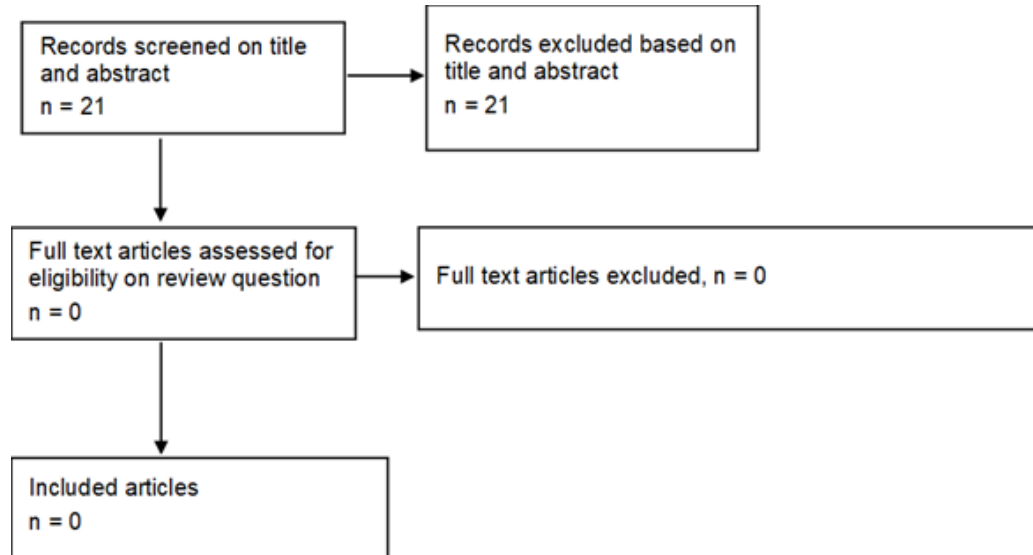 Records screened on title
and abstract
n = 21
Records excluded based on
title and abstract
n = 21
Full text articles assessed for
eligibility on review question
n = 0
Full text articles excluded, n = 0
Included articles
n = 0